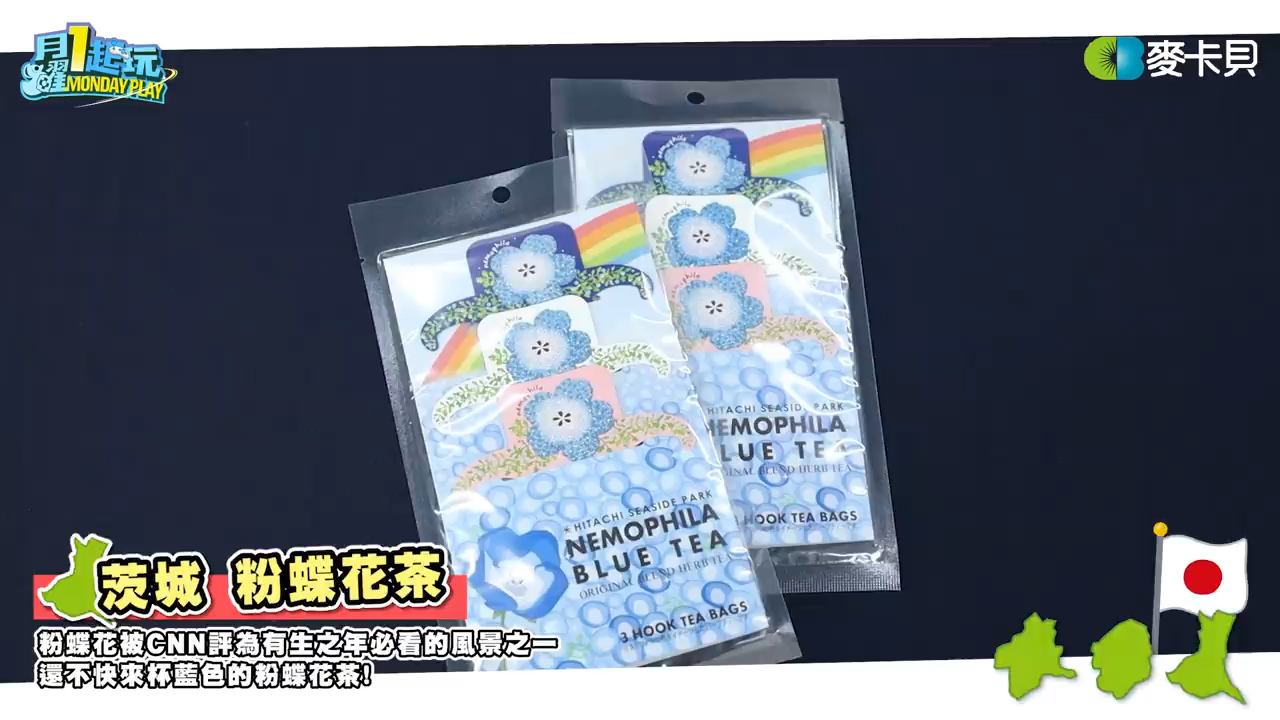 月曜1起玩
MONDAY PLAY
麥卡貝
nemophila
nemophila
nemophila
HITACHI SEASIDE PARK
NEMOPHILA
BLUE TEA
ORIGINAL BLEND HERB TEA
3 HOOK TEA BAGS
nemophila
nemophila
nemophila
HITACHI SEASIDE PARK
NEMOPHILA
BLUE TEA
ORIGINAL BLEND HERB TEA
3 HOOK TEA BAGS
茨城 粉蝶花茶
粉蝶花被CNN評為有生之年必看的風景之一
還不快來杯藍色的粉蝶花茶!